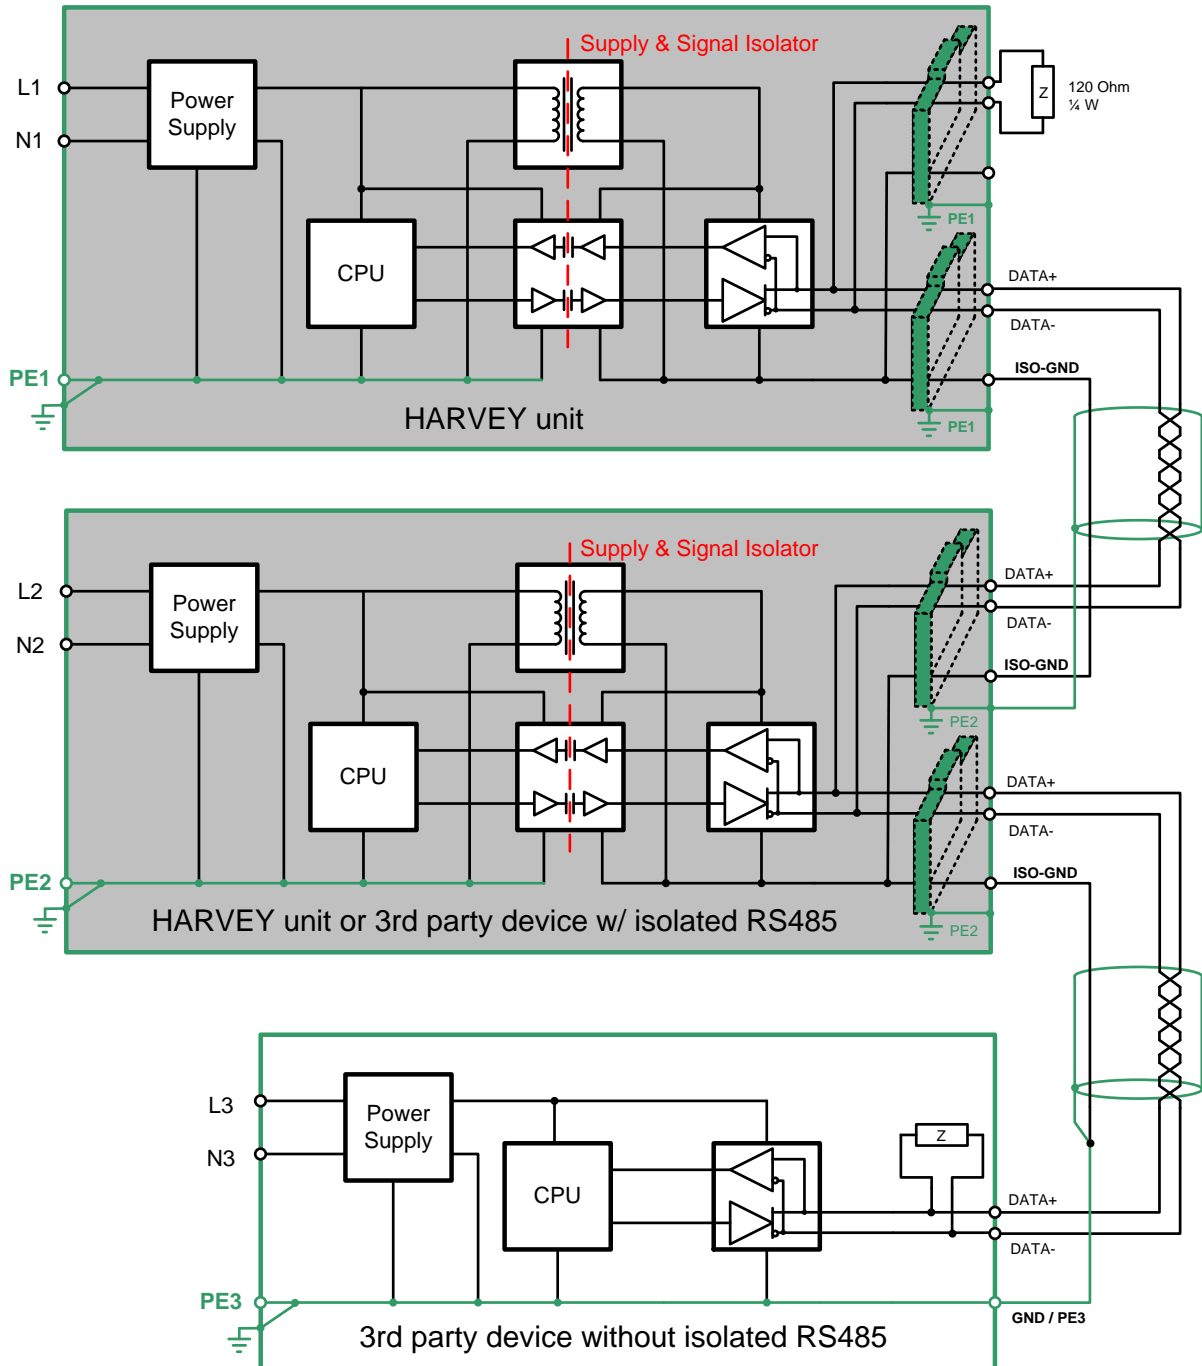 Supply & Signal Isolator
L1
Power
Supply
Z
120 Ohm
¼ W
N1
PE1
CPU
DATA+
DATA-
PE1
ISO-GND
HARVEY unit
PE1
Supply & Signal Isolator
L2
Power
Supply
DATA+
N2
DATA-
ISO-GND
PE2
CPU
DATA+
DATA-
PE2
ISO-GND
HARVEY unit or 3rd party device w/ isolated RS485
PE2
L3
Power
Supply
Z
N3
CPU
DATA+
DATA-
PE3
GND / PE3
3rd party device without isolated RS485